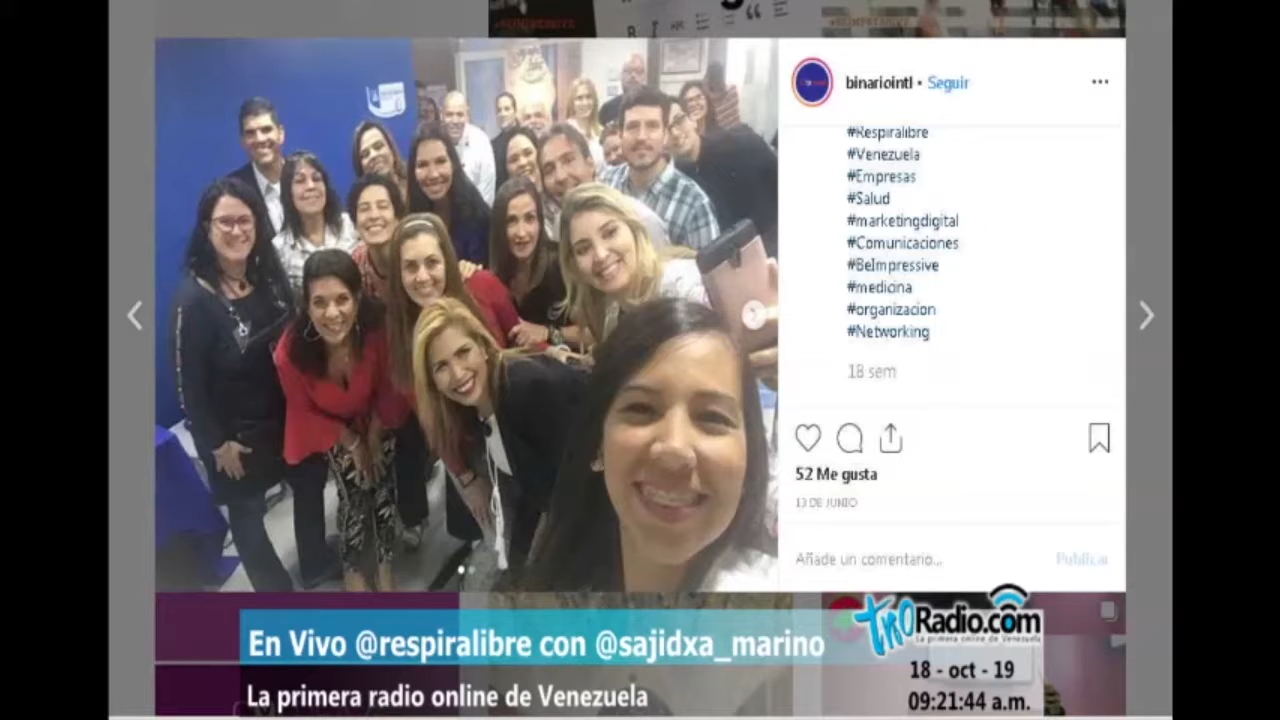 binariointl • Seguir
#Respiralibre
#Venezuela
#Empresas
#Salud
#marketingdigital
#Comunicaciones
#BeImpressive
#medicina
#organizacion
#Networking
18 sem
52 Me gusta
13 DE JUNIO
Añade un comentario...
Publicar
TKORadio.com
La primera online de Venezuela
En Vivo @respiralibre con @sajidxa_marino
18 - oct - 19
La primera radio online de Venezuela
09:21:44 a.m.